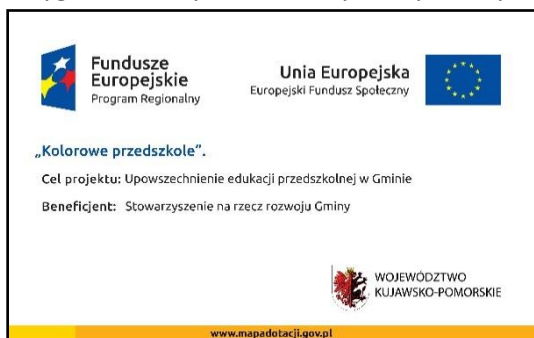 Fundusze
Europejskie
Program Regionalny
Unia Europejska
Europejski Fundusz Społeczny
„Kolorowe przedszkole".
Cel projektu: Upowszechnienie edukacji przedszkolnej w Gminie
Beneficjent: Stowarzyszenie na rzecz rozwoju Gminy
WOJEWÓDZTWO
KUJAWSKO-POMORSKIE
www.mapadotacji.gov.pl